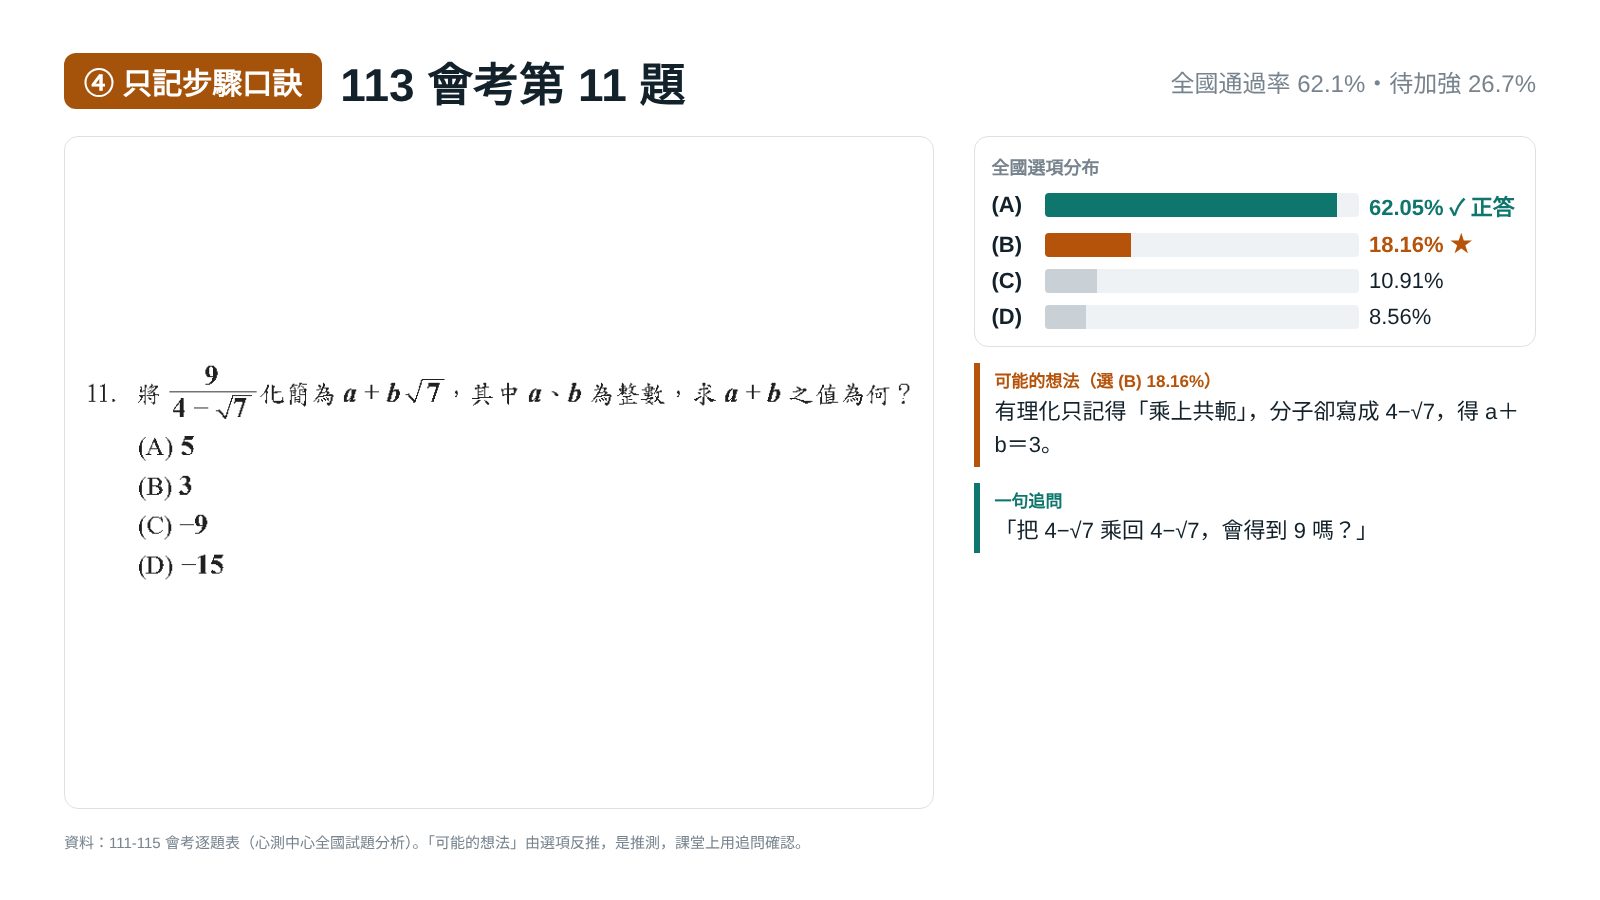 ④ 只記步驟口訣 113 會考第 11 題
全國通過率 62.1%・待加強 26.7%
11. 將 9/(4 − √7) 化簡為 a + b√7，其中 a、b 為整數，求 a + b 之值為何？
(A) 5
(B) 3
(C) −9
(D) −15
全國選項分布
(A) 62.05% ✓ 正答
(B) 18.16% ★
(C) 10.91%
(D) 8.56%
可能的想法（選 (B) 18.16%）
有理化只記得「乘上共軛」，分子卻寫成 4−√7，得 a＋
b＝3。
一句追問
「把 4−√7 乘回 4−√7，會得到 9 嗎？」
資料：111-115 會考逐題表（心測中心全國試題分析）。「可能的想法」由選項反推，是推測，課堂上用追問確認。